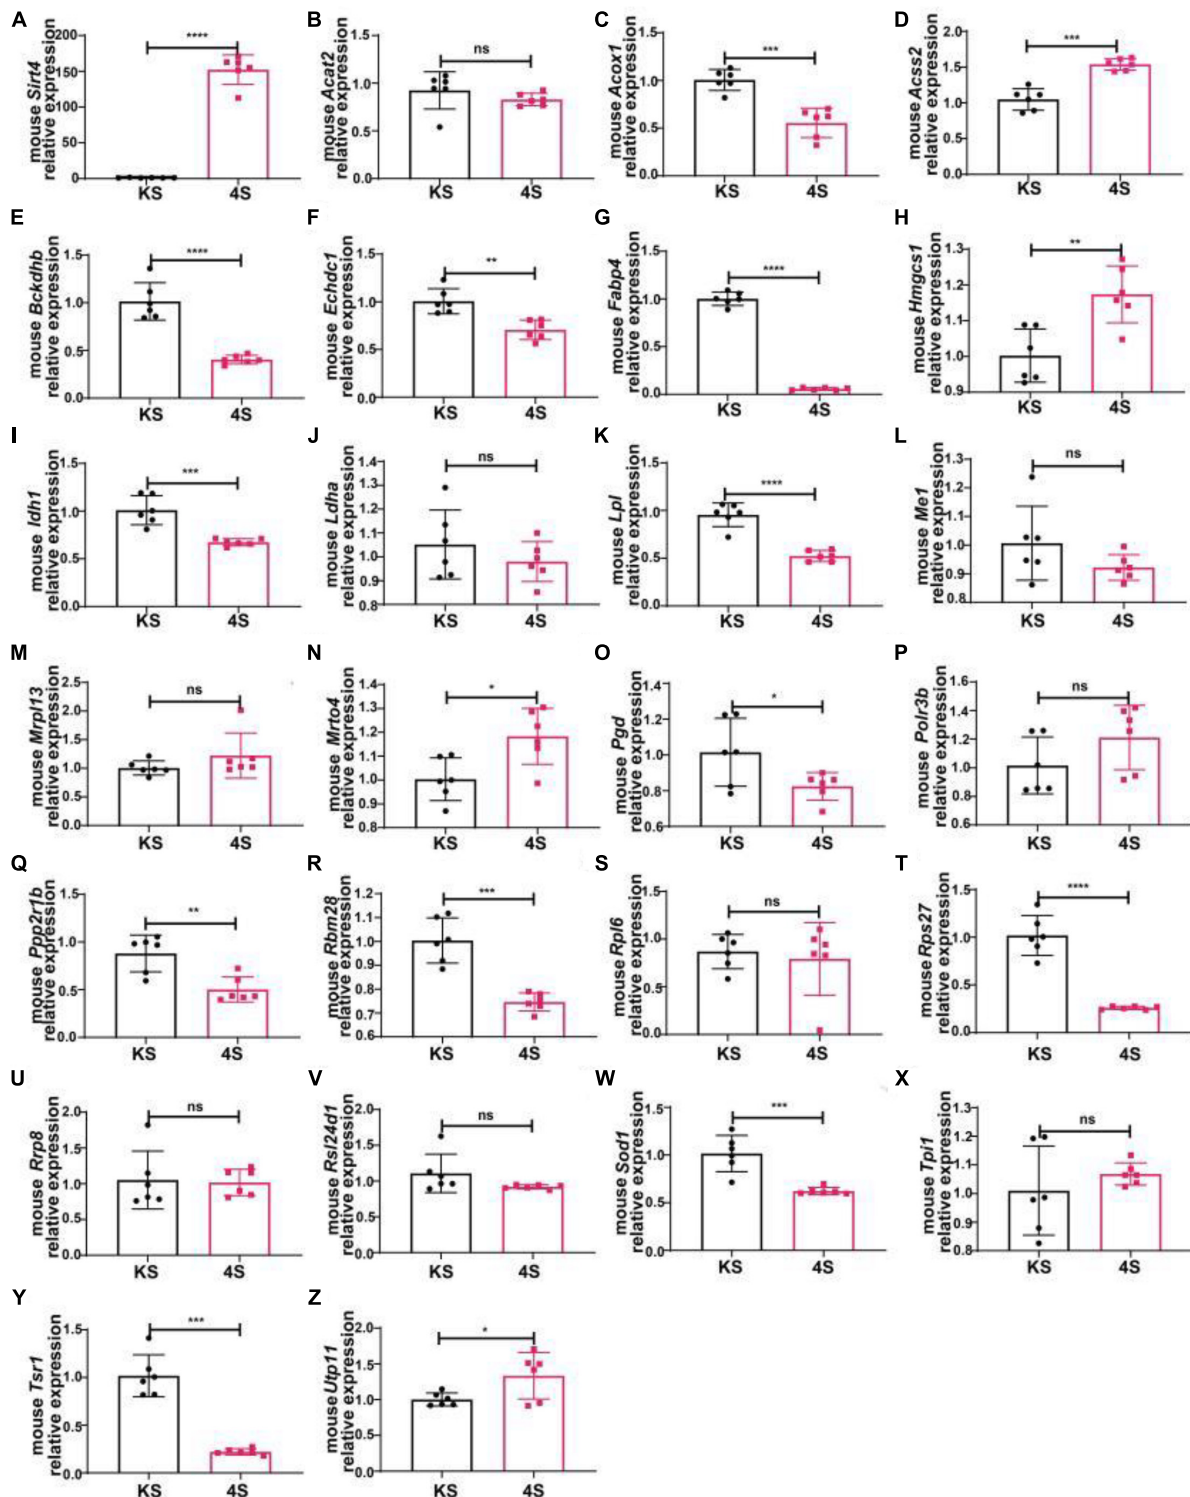 A
mouse Sirt4
relative expression
200
150
100
50
0
****
KS 4S
B
mouse Acat2
relative expression
1.5
1.0
0.5
0.0
ns
KS 4S
C
mouse Acox1
relative expression
1.5
1.0
0.5
0.0
***
KS 4S
D
mouse Acss2
relative expression
2.0
1.5
1.0
0.0
***
KS 4S
E
mouse Bckdhb
relative expression
1.5
1.0
0.5
0.0
****
KS 4S
F
mouse Echdc1
relative expression
1.5
1.0
0.5
0.0
**
KS 4S
G
mouse Fabp4
relative expression
1.5
1.0
0.5
0.0
****
KS 4S
H
mouse Hmgcs1
relative expression
1.3
1.2
1.1
1.0
0.9
**
KS 4S
I
mouse Idh1
relative expression
1.5
1.0
0.5
0.0
***
KS 4S
J
mouse Ldha
relative expression
1.4
1.3
1.2
1.1
1.0
0.9
0.8
ns
KS 4S
K
mouse Lpl
relative expression
1.5
1.0
0.5
0.0
****
KS 4S
L
mouse Me1
relative expression
1.3
1.2
1.1
1.0
0.9
0.8
ns
KS 4S
M
mouse Mrpl13
relative expression
2.5
2.0
1.5
1.0
0.5
0.0
ns
KS 4S
N
mouse Mrto4
relative expression
1.4
1.3
1.2
1.1
1.0
0.9
0.8
*
KS 4S
O
mouse Pgd
relative expression
1.4
1.2
1.0
0.8
0.6
*
KS 4S
P
mouse Polr3b
relative expression
1.6
1.4
1.2
1.0
0.8
0.6
ns
KS 4S
Q
mouse Ppp2r1b
relative expression
1.5
1.0
0.5
0.0
**
KS 4S
R
mouse Rbm28
relative expression
1.2
1.1
1.0
0.9
0.8
0.7
0.6
***
KS 4S
S
mouse Rpl6
relative expression
1.5
1.0
0.5
0.0
ns
KS 4S
T
mouse Rps27
relative expression
1.5
1.0
0.5
0.0
****
KS 4S
U
mouse Rrp8
relative expression
2.0
1.5
1.0
0.5
0.0
ns
KS 4S
V
mouse Rsl24d1
relative expression
2.0
1.5
1.0
0.5
0.0
ns
KS 4S
W
mouse Sod1
relative expression
1.5
1.0
0.5
0.0
***
KS 4S
X
mouse Tpi1
relative expression
1.3
1.2
1.1
1.0
0.9
0.8
ns
KS 4S
Y
mouse Tsr1
relative expression
1.5
1.0
0.5
0.0
***
KS 4S
Z
mouse Utp11
relative expression
2.0
1.5
1.0
0.5
0.0
*
KS 4S